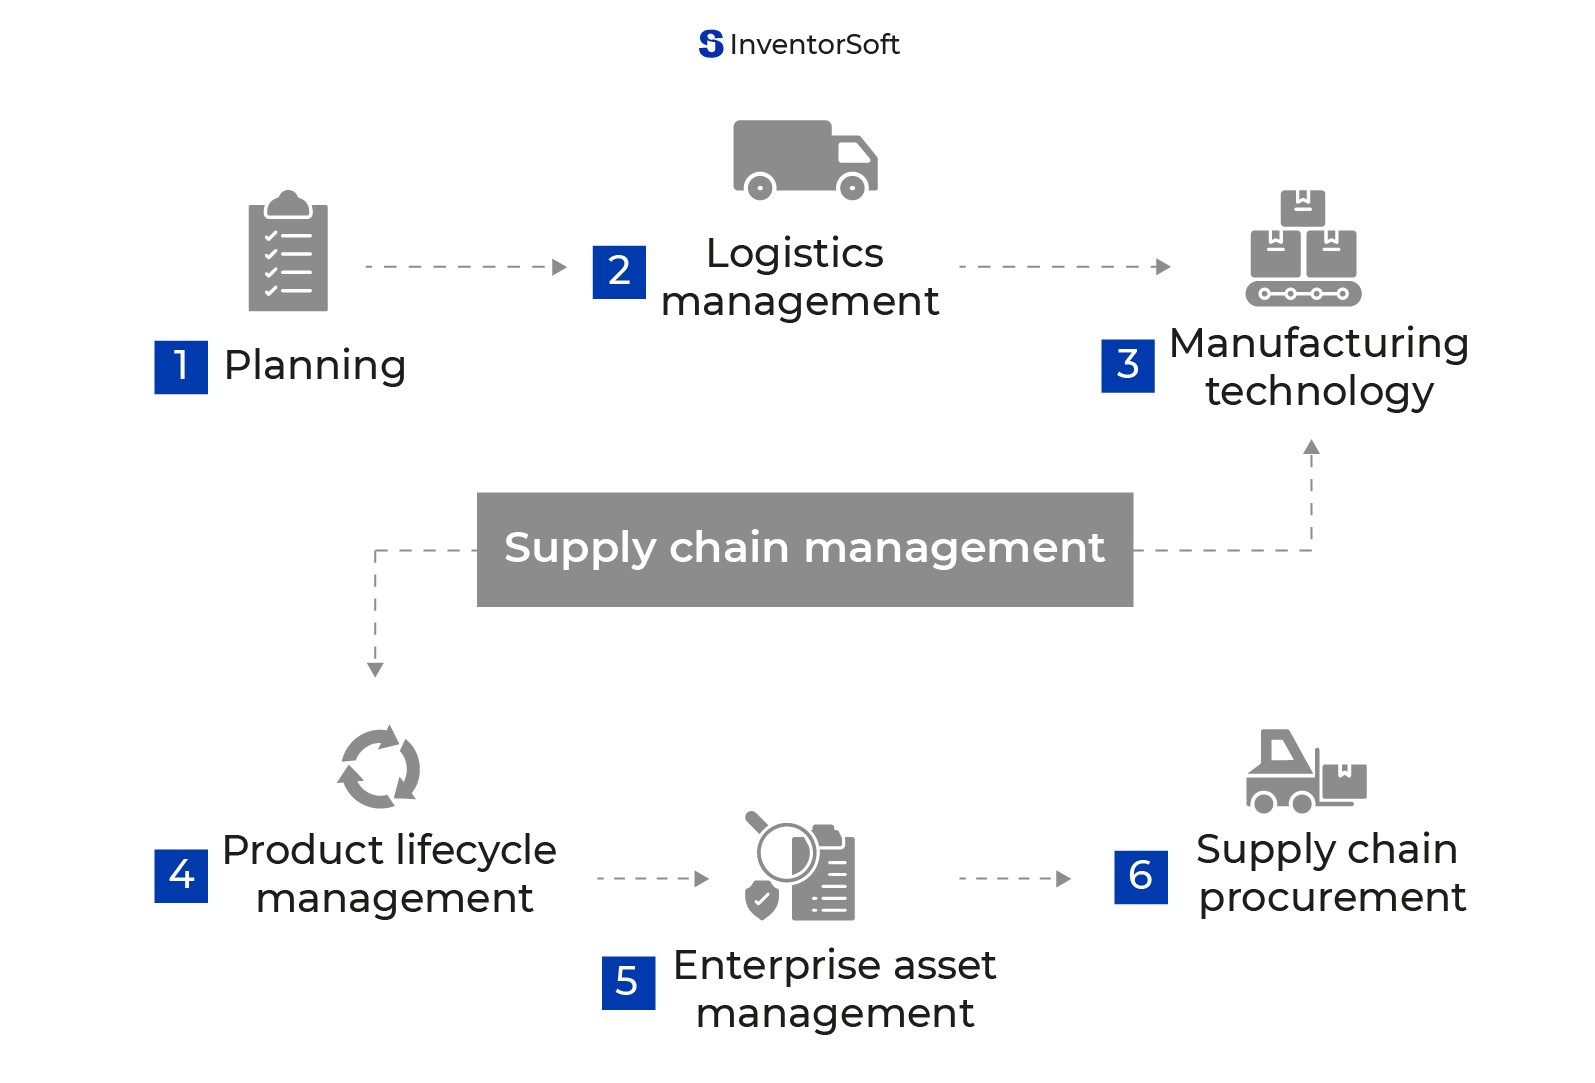 InventorSoft
1 Planning
2 Logistics
management
3 Manufacturing
technology
Supply chain management
4 Product lifecycle
management
5 Enterprise asset
management
6 Supply chain
procurement